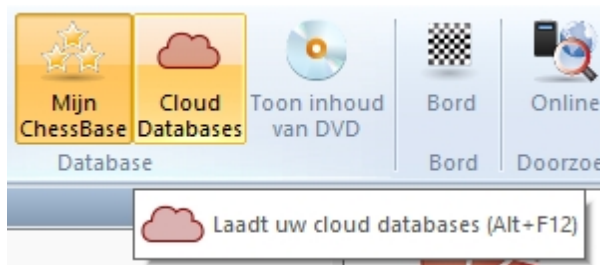 Mijn
ChessBase
Cloud
Databases
Toon inhoud
van DVD
Bord
Online
Database
Bord
Doorzoe
Laadt uw cloud databases (Alt+F12)